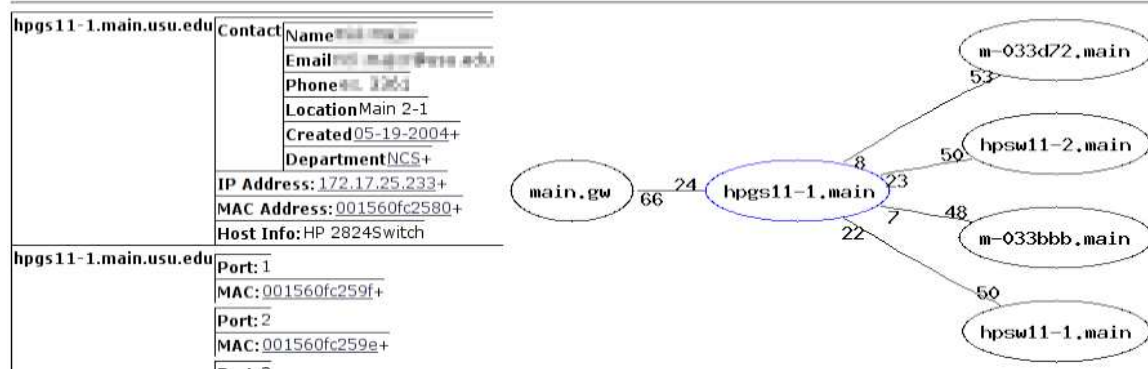 hpgs11-1.main.usu.edu
Contact
Name
Email
Phone
Location Main 2-1
Created 05-19-2004+
Department NCS+
IP Address: 172.17.25.233+
MAC Address: 001560fc2580+
Host Info: HP 2824Switch
hpgs11-1.main.usu.edu
Port: 1
MAC: 001560fc259f+
Port: 2
MAC: 001560fc259e+
main.gw
66
24
hpgs11-1.main
8
53
m-033d72.main
23
50
hpsw11-2.main
7
48
m-033bbb.main
22
50
hpsw11-1.main